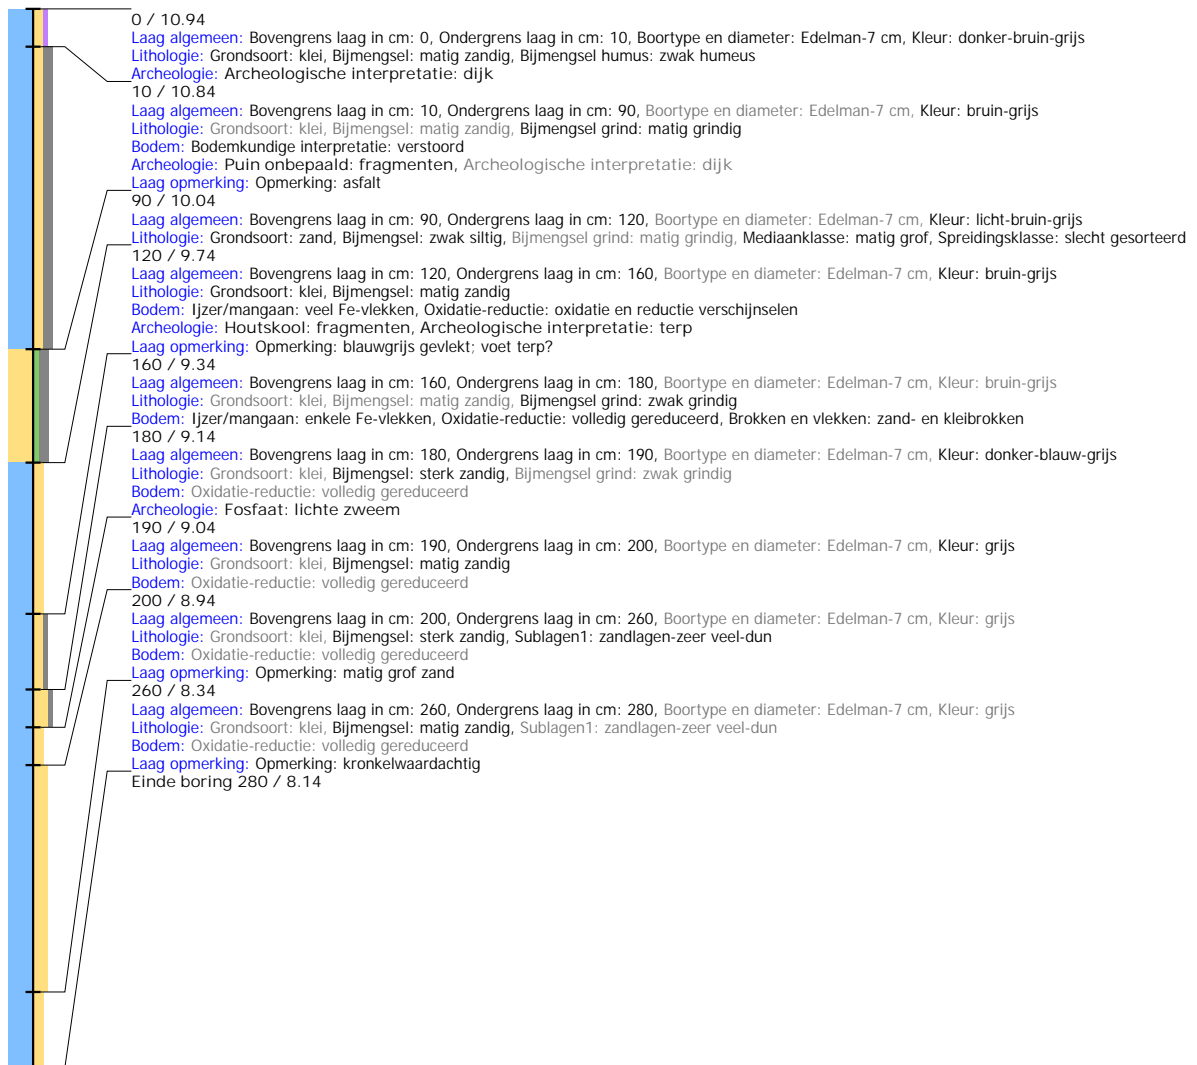 0 / 10.94
Laag algemeen: Bovengrens laag in cm: 0, Ondergrens laag in cm: 10, Boortype en diameter: Edelman-7 cm, Kleur: donker-bruin-grijs
Lithologie: Grondsoort: klei, Bijmengsel: matig zandig, Bijmengsel humus: zwak humeus
Archeologie: Archeologische interpretatie: dijk
10 / 10.84
Laag algemeen: Bovengrens laag in cm: 10, Ondergrens laag in cm: 90, Boortype en diameter: Edelman-7 cm, Kleur: bruin-grijs
Lithologie: Grondsoort: klei, Bijmengsel: matig zandig, Bijmengsel grind: matig grindig
Bodem: Bodemkundige interpretatie: verstoord
Archeologie: Puin onbepaald: fragmenten, Archeologische interpretatie: dijk
Laag opmerking: Opmerking: asfalt
90 / 10.04
Laag algemeen: Bovengrens laag in cm: 90, Ondergrens laag in cm: 120, Boortype en diameter: Edelman-7 cm, Kleur: licht-bruin-grijs
Lithologie: Grondsoort: zand, Bijmengsel: zwak siltig, Bijmengsel grind: matig grindig, Mediaanklasse: matig grof, Spreidingsklasse: slecht gesorteerd
120 / 9.74
Laag algemeen: Bovengrens laag in cm: 120, Ondergrens laag in cm: 160, Boortype en diameter: Edelman-7 cm, Kleur: bruin-grijs
Lithologie: Grondsoort: klei, Bijmengsel: matig zandig
Bodem: Ijzer/mangaan: veel Fe-vlekken, Oxidatie-reductie: oxidatie en reductie verschijnselen
Archeologie: Houtskool: fragmenten, Archeologische interpretatie: terp
Laag opmerking: Opmerking: blauwgrijs gevlekt; voet terp?
160 / 9.34
Laag algemeen: Bovengrens laag in cm: 160, Ondergrens laag in cm: 180, Boortype en diameter: Edelman-7 cm, Kleur: bruin-grijs
Lithologie: Grondsoort: klei, Bijmengsel: matig zandig, Bijmengsel grind: zwak grindig
Bodem: Ijzer/mangaan: enkele Fe-vlekken, Oxidatie-reductie: volledig gereduceerd, Brokken en vlekken: zand- en kleibrokken
180 / 9.14
Laag algemeen: Bovengrens laag in cm: 180, Ondergrens laag in cm: 190, Boortype en diameter: Edelman-7 cm, Kleur: donker-blauw-grijs
Lithologie: Grondsoort: klei, Bijmengsel: sterk zandig, Bijmengsel grind: zwak grindig
Bodem: Oxidatie-reductie: volledig gereduceerd
Archeologie: Fosfaat: lichte zweem
190 / 9.04
Laag algemeen: Bovengrens laag in cm: 190, Ondergrens laag in cm: 200, Boortype en diameter: Edelman-7 cm, Kleur: grijs
Lithologie: Grondsoort: klei, Bijmengsel: matig zandig
Bodem: Oxidatie-reductie: volledig gereduceerd
200 / 8.94
Laag algemeen: Bovengrens laag in cm: 200, Ondergrens laag in cm: 260, Boortype en diameter: Edelman-7 cm, Kleur: grijs
Lithologie: Grondsoort: klei, Bijmengsel: sterk zandig, Sublagen1: zandlagen-zeer veel-dun
Bodem: Oxidatie-reductie: volledig gereduceerd
Laag opmerking: Opmerking: matig grof zand
260 / 8.34
Laag algemeen: Bovengrens laag in cm: 260, Ondergrens laag in cm: 280, Boortype en diameter: Edelman-7 cm, Kleur: grijs
Lithologie: Grondsoort: klei, Bijmengsel: matig zandig, Sublagen1: zandlagen-zeer veel-dun
Bodem: Oxidatie-reductie: volledig gereduceerd
Laag opmerking: Opmerking: kronkelwaardachtig
Einde boring 280 / 8.14